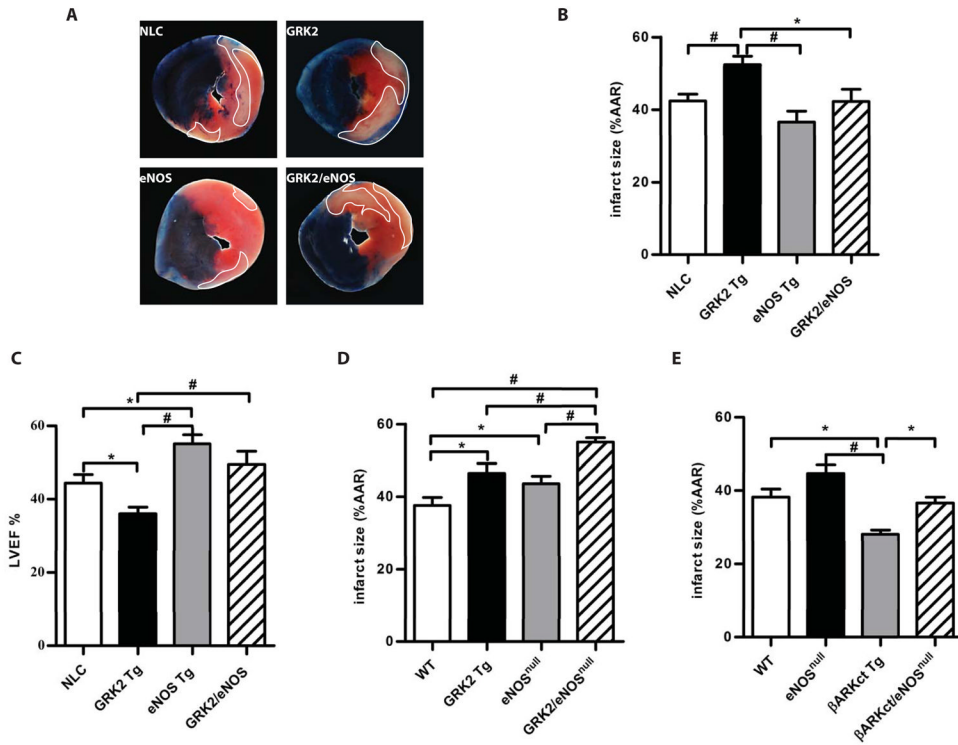 A
NLC
GRK2
eNOS
GRK2/eNOS
B
infarct size (%AAR)
60
40
20
0
#
#
*
NLC
GRK2 Tg
eNOS Tg
GRK2/eNOS
C
LVEF %
60
40
20
0
#
*
#
*
NLC
GRK2 Tg
eNOS Tg
GRK2/eNOS
D
infarct size (%AAR)
60
40
20
0
#
#
*
#
*
WT
GRK2 Tg
eNOSnull
GRK2/eNOSnull
E
infarct size (%AAR)
60
40
20
0
*
*
#
WT
eNOSnull
βARKct Tg
βARKct/eNOSnull